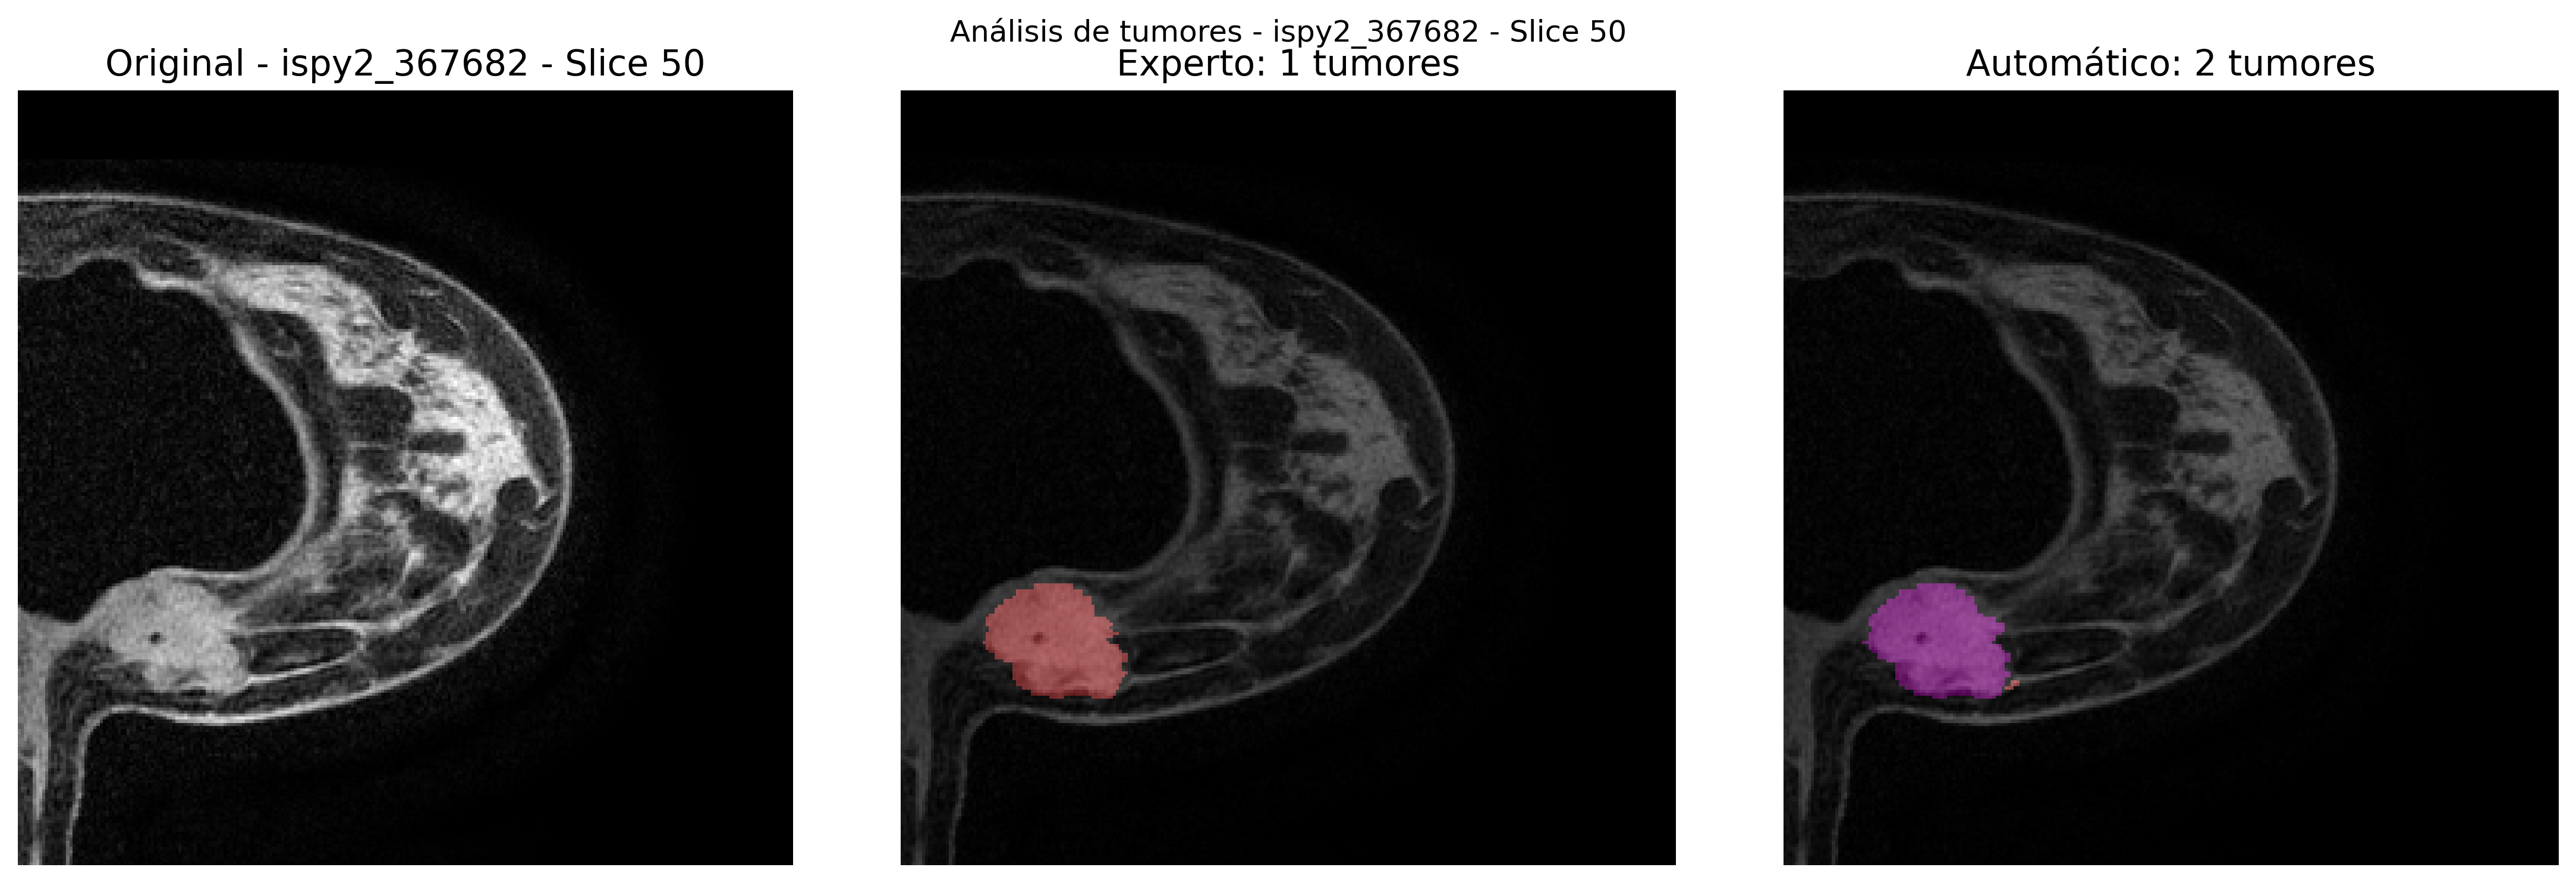 Análisis de tumores - ispy2_367682 - Slice 50
Original - ispy2_367682 - Slice 50
Experto: 1 tumores
Automático: 2 tumores